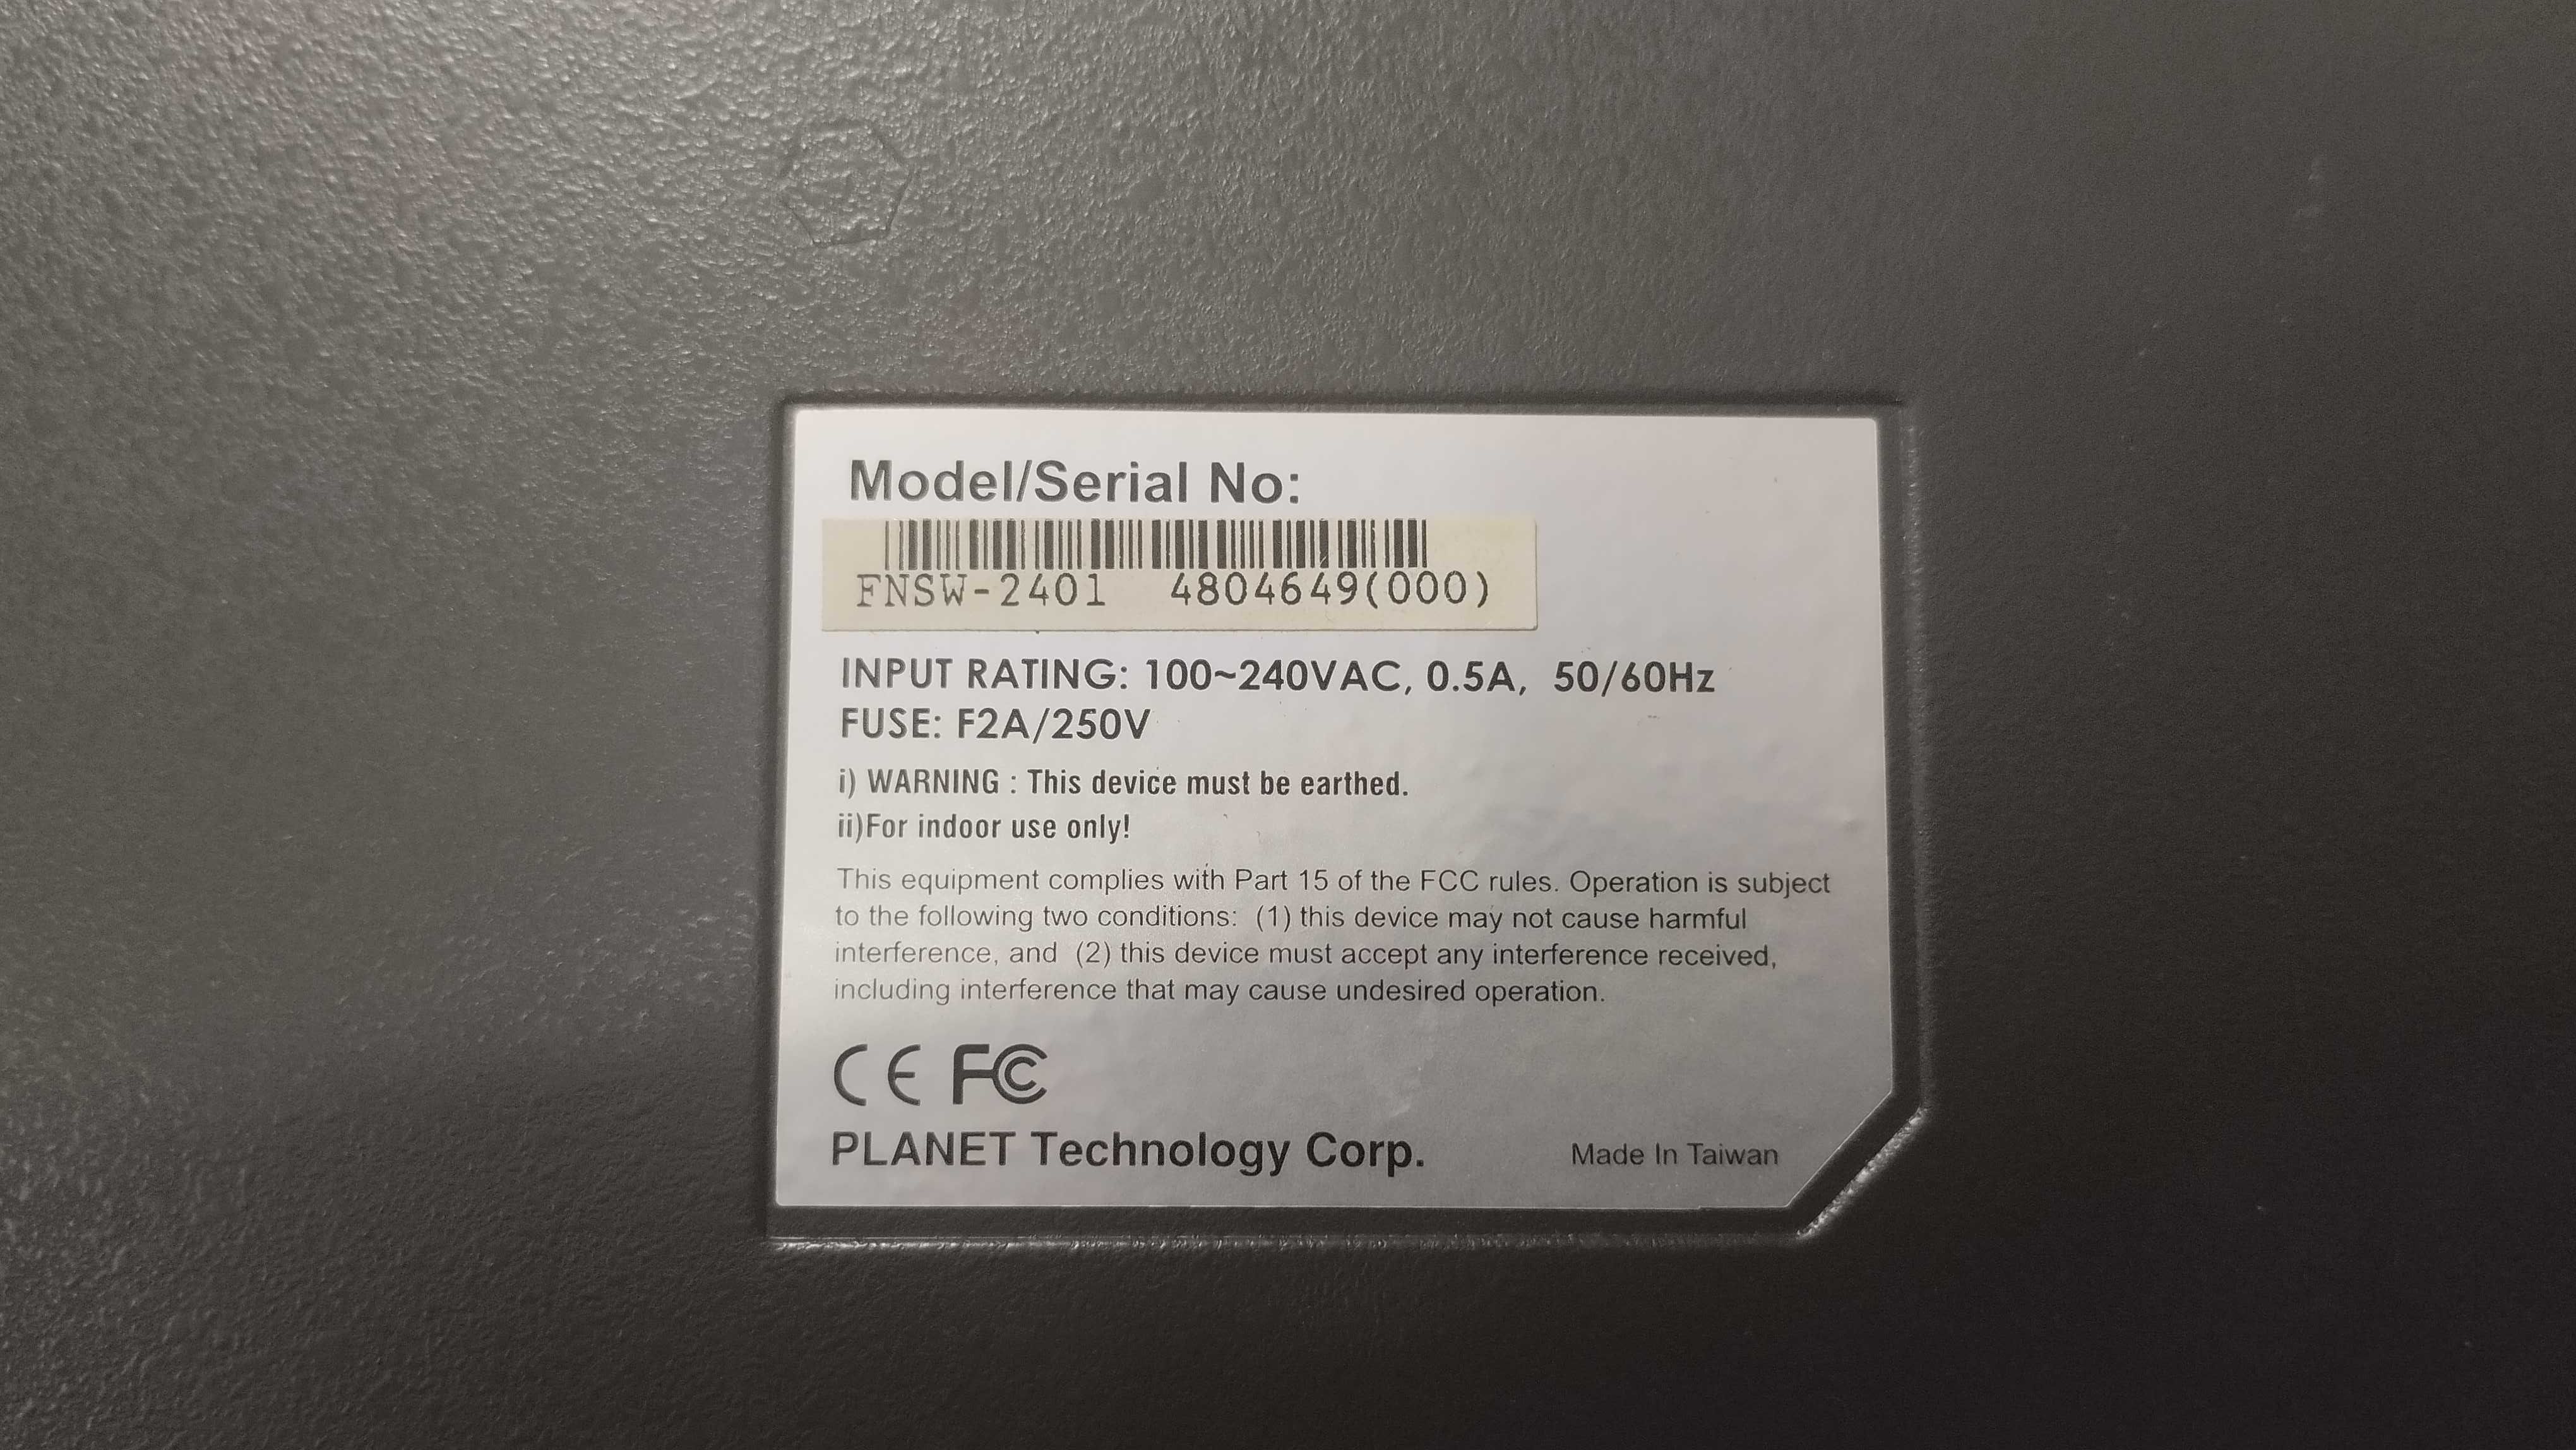 Model/Serial No:
FNSW-2401 4804649(000)
INPUT RATING: 100~240VAC, 0.5A, 50/60Hz
FUSE: F2A/250V
i) WARNING : This device must be earthed.
ii)For indoor use only!
This equipment complies with Part 15 of the FCC rules. Operation is subject
to the following two conditions: (1) this device may not cause harmful
interference, and (2) this device must accept any interference received,
including interference that may cause undesired operation.
CE FC
PLANET Technology Corp.
Made In Taiwan